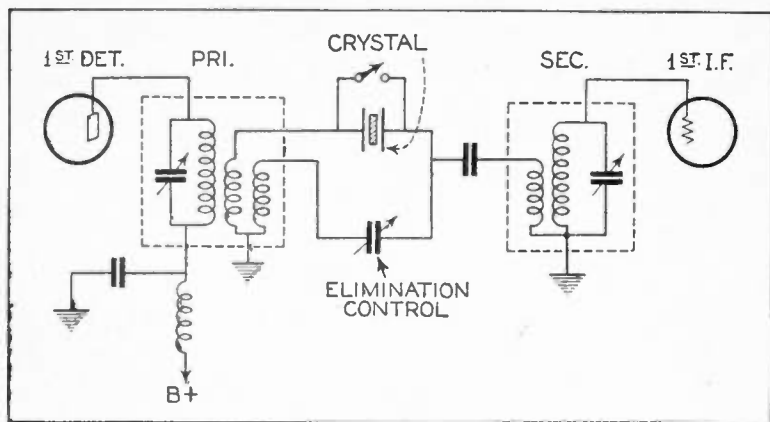 1ST. DET.
PRI.
CRYSTAL
SEC.
1ST. I.F.
ELIMINATION
CONTROL
B+